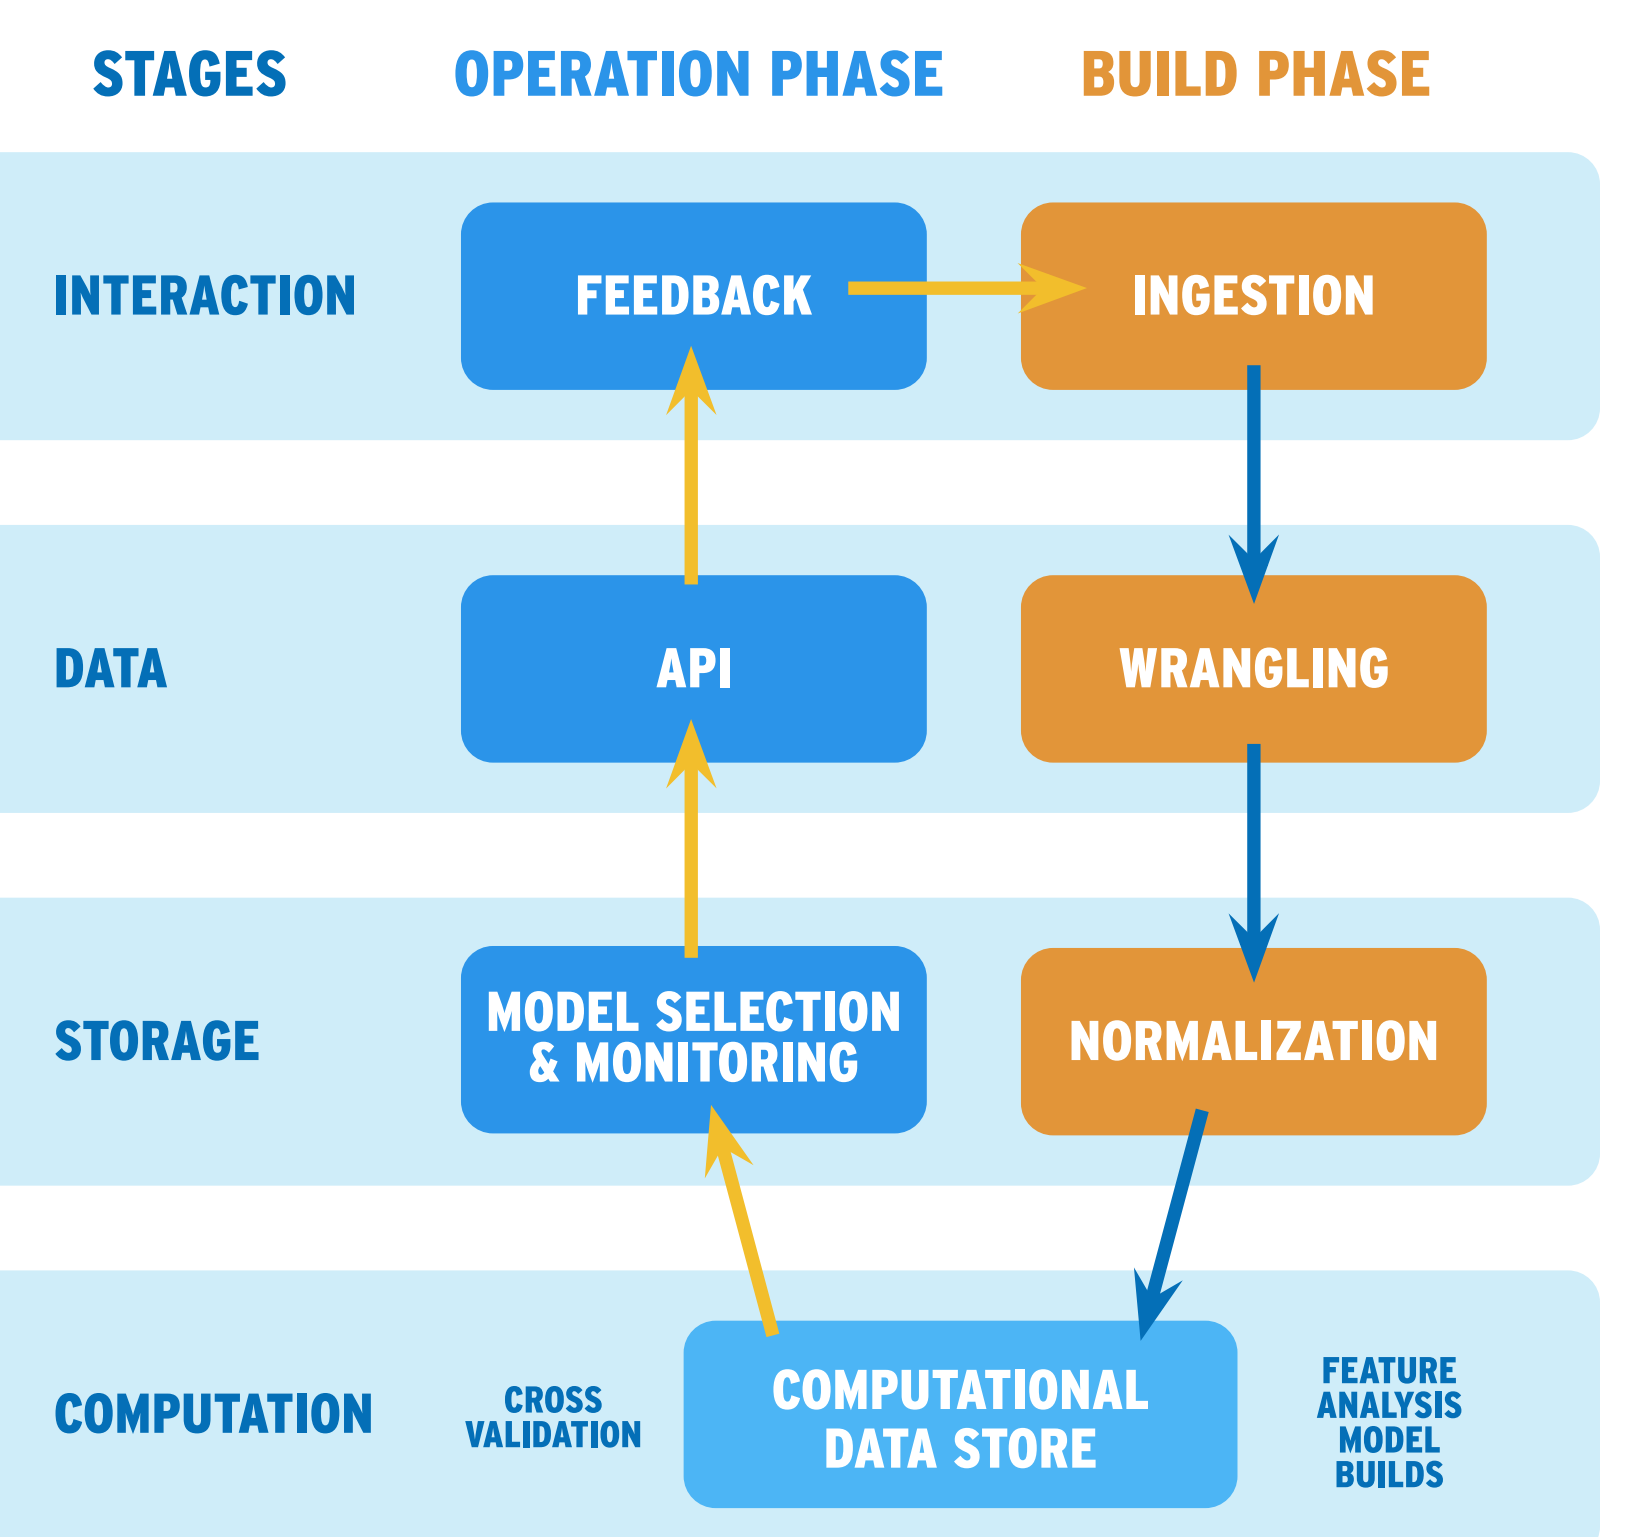 STAGES
OPERATION PHASE
BUILD PHASE
INTERACTION
FEEDBACK
INGESTION
DATA
API
WRANGLING
STORAGE
MODEL SELECTION
& MONITORING
NORMALIZATION
COMPUTATION
CROSS
VALIDATION
COMPUTATIONAL
DATA STORE
FEATURE
ANALYSIS
MODEL
BUILDS